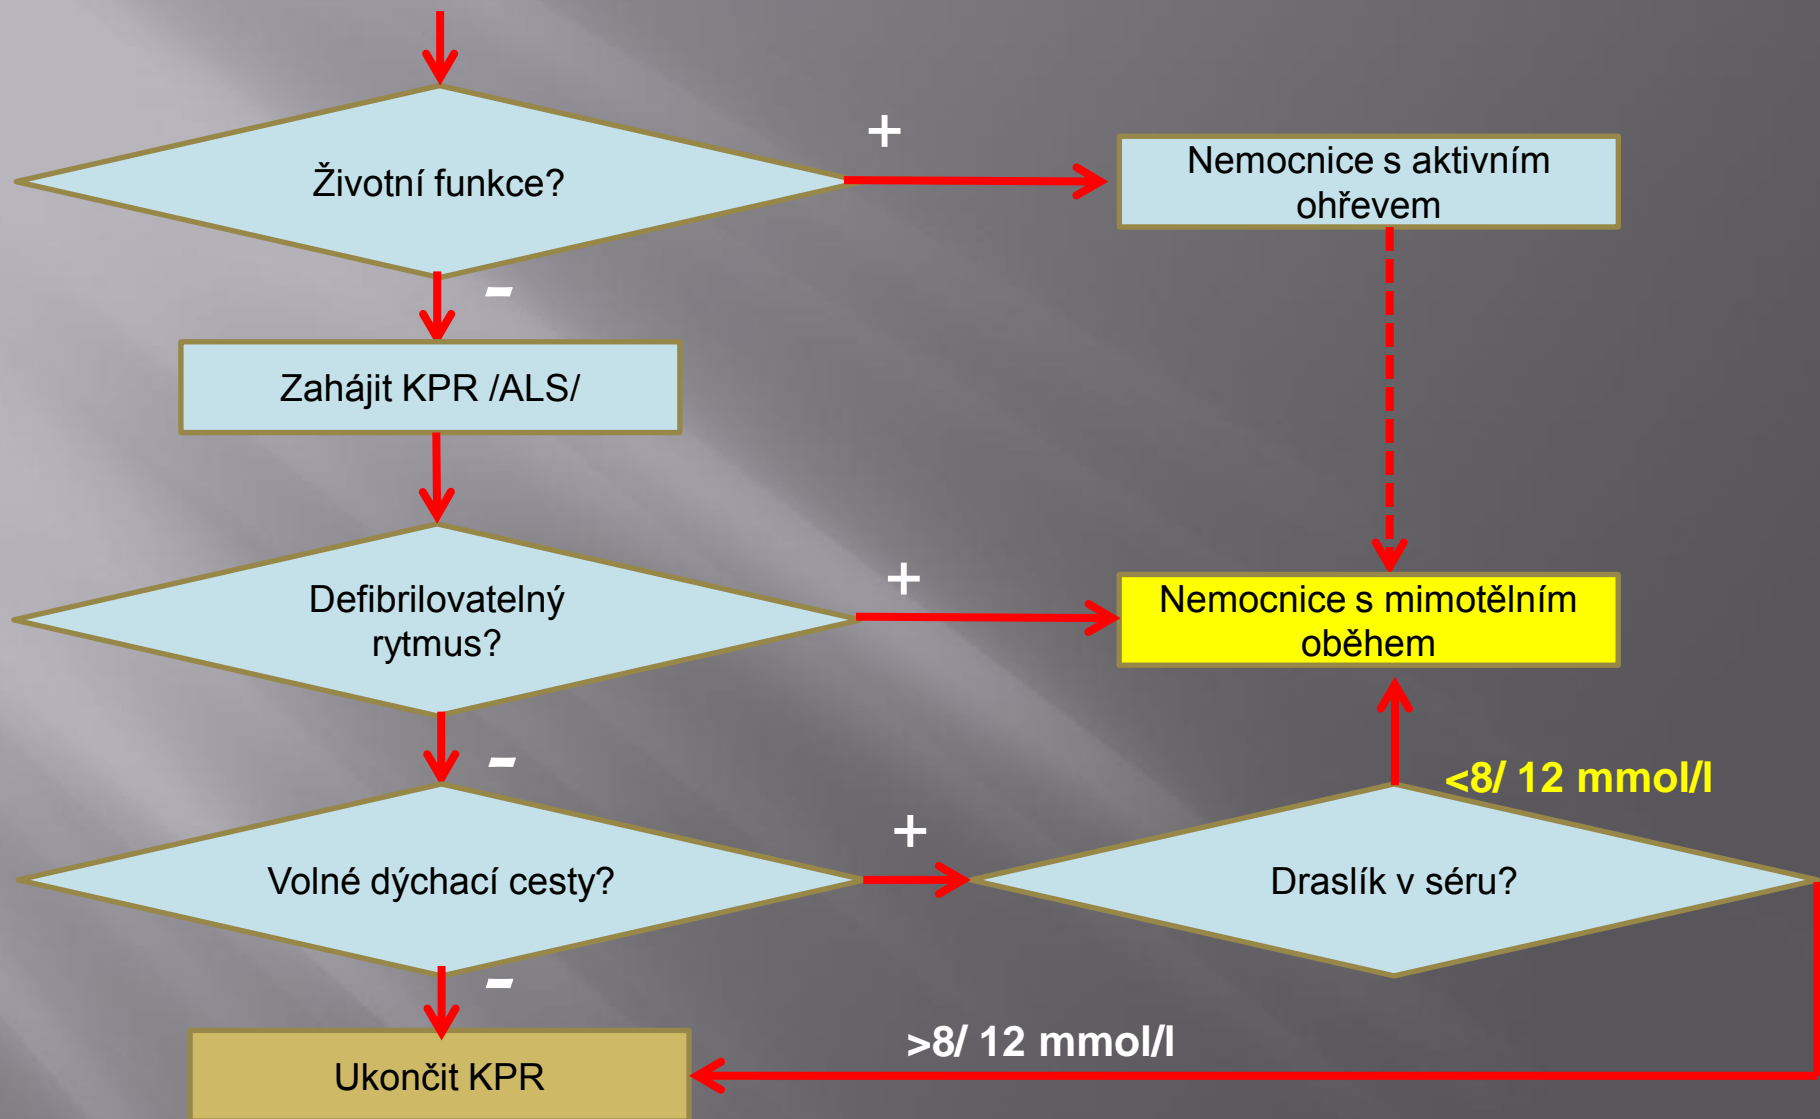 +
Životní funkce?
Nemocnice s aktivním
ohřevem
-
Zahájit KPR /ALS/
+
Defibrilovatelný
rytmus?
Nemocnice s mimotělním
oběhem
-
<8/ 12 mmol/l
+
Volné dýchací cesty?
Draslík v séru?
-
>8/ 12 mmol/l
Ukončit KPR